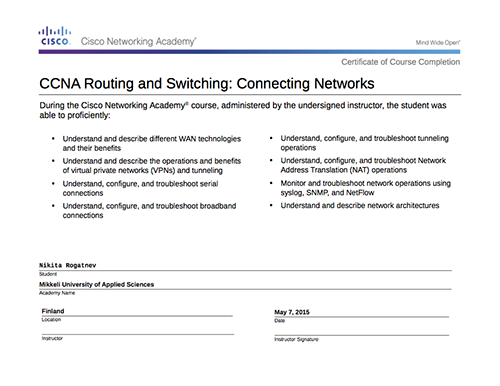 CISCO. Cisco Networking Academy® Mind Wide Open®
Certificate of Course Completion
CCNA Routing and Switching: Connecting Networks
During the Cisco Networking Academy® course, administered by the undersigned instructor, the student was
able to proficiently:
• Understand and describe different WAN technologies
and their benefits
• Understand and describe the operations and benefits
of virtual private networks (VPNs) and tunneling
• Understand, configure, and troubleshoot serial
connections
• Understand, configure, and troubleshoot broadband
connections
• Understand, configure, and troubleshoot tunneling
operations
• Understand, configure, and troubleshoot Network
Address Translation (NAT) operations
• Monitor and troubleshoot network operations using
syslog, SNMP, and NetFlow
• Understand and describe network architectures
Nikita Rogatnev
Student
Mikkeli University of Applied Sciences
Academy Name
Finland
Location
May 7, 2015
Date
Instructor
Instructor Signature